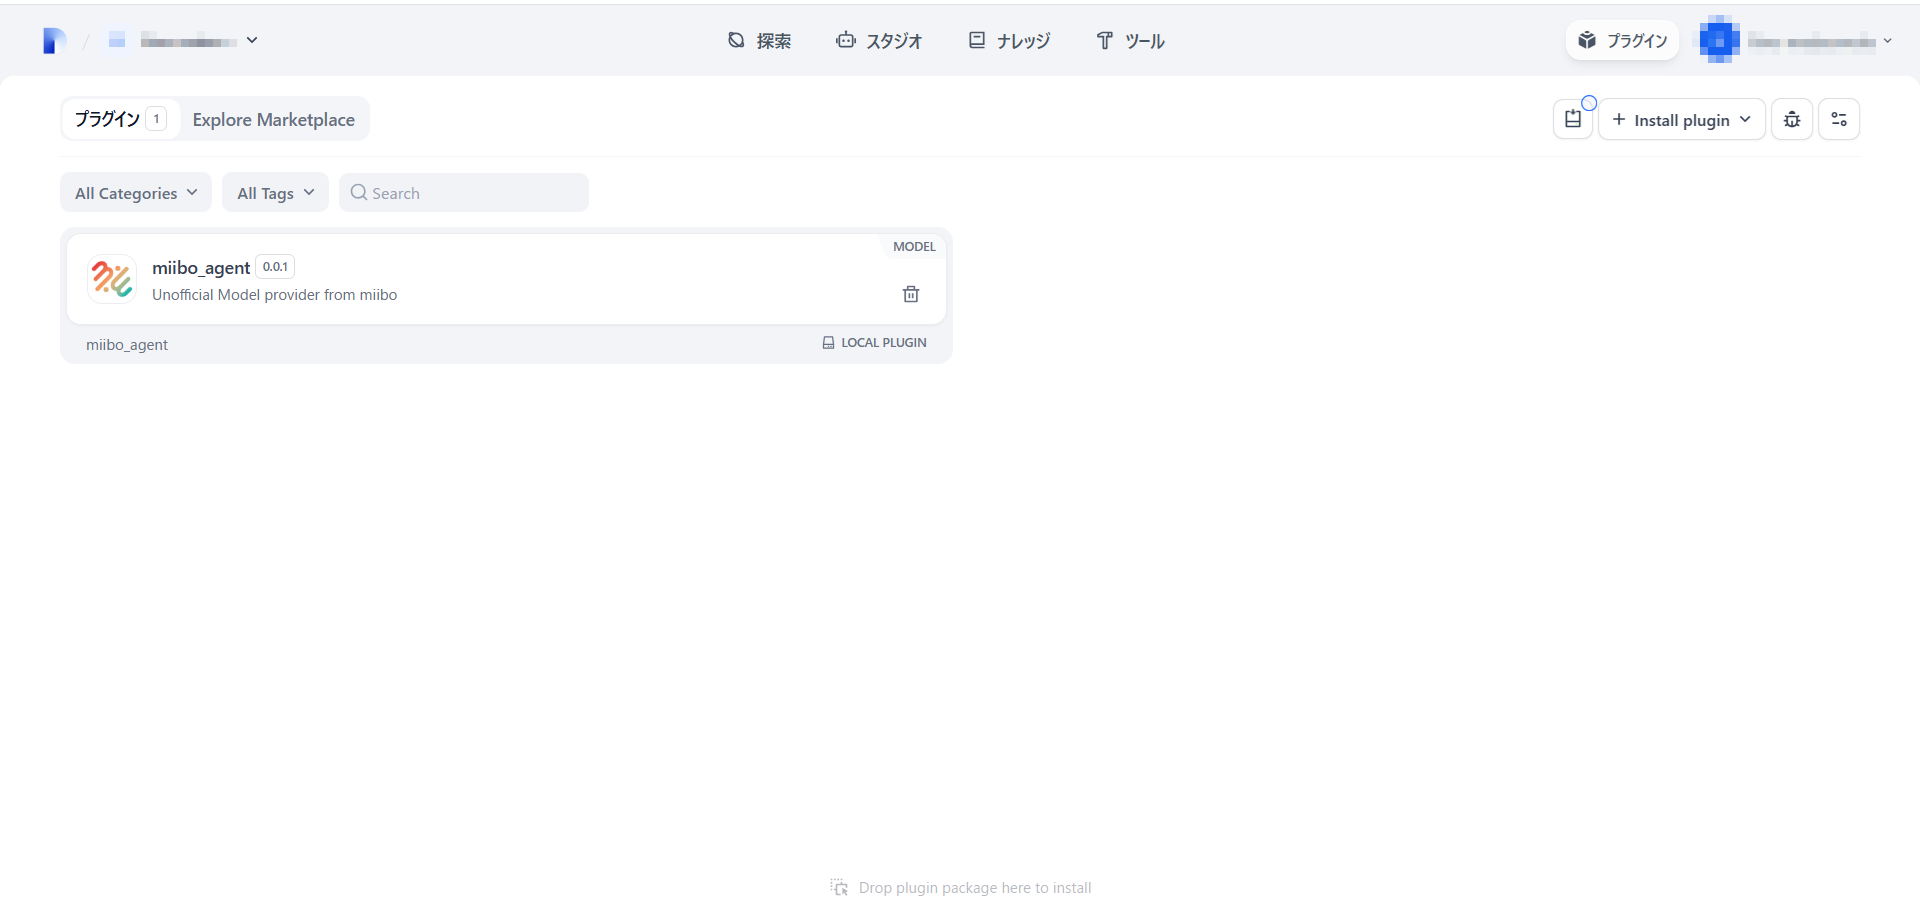 探索
スタジオ
ナレッジ
ツール
プラグイン
プラグイン 1
Explore Marketplace
Install plugin
All Categories
All Tags
Search
MODEL
miibo_agent 0.0.1
Unofficial Model provider from miibo
miibo_agent
LOCAL PLUGIN
Drop plugin package here to install